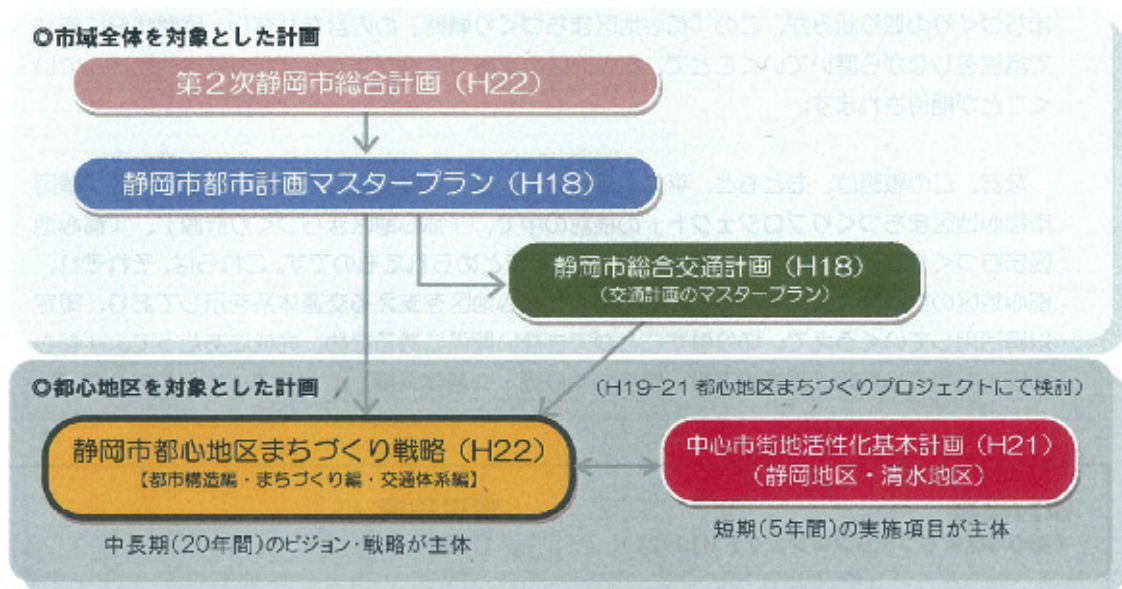 ◎市域全体を対象とした計画
第2次静岡市総合計画（H22）
静岡市都市計画マスタープラン（H18）
静岡市総合交通計画（H18）
（交通計画のマスタープラン）
◎都心地区を対象とした計画
（H19-21 都心地区まちづくりプロジェクトにて検討）
静岡市都心地区まちづくり戦略（H22）
【都市構造編・まちづくり編・交通体系編】
中心市街地活性化基本計画（H21）
（静岡地区・清水地区）
中長期（20年間）のビジョン・戦略が主体
短期（5年間）の実施項目が主体